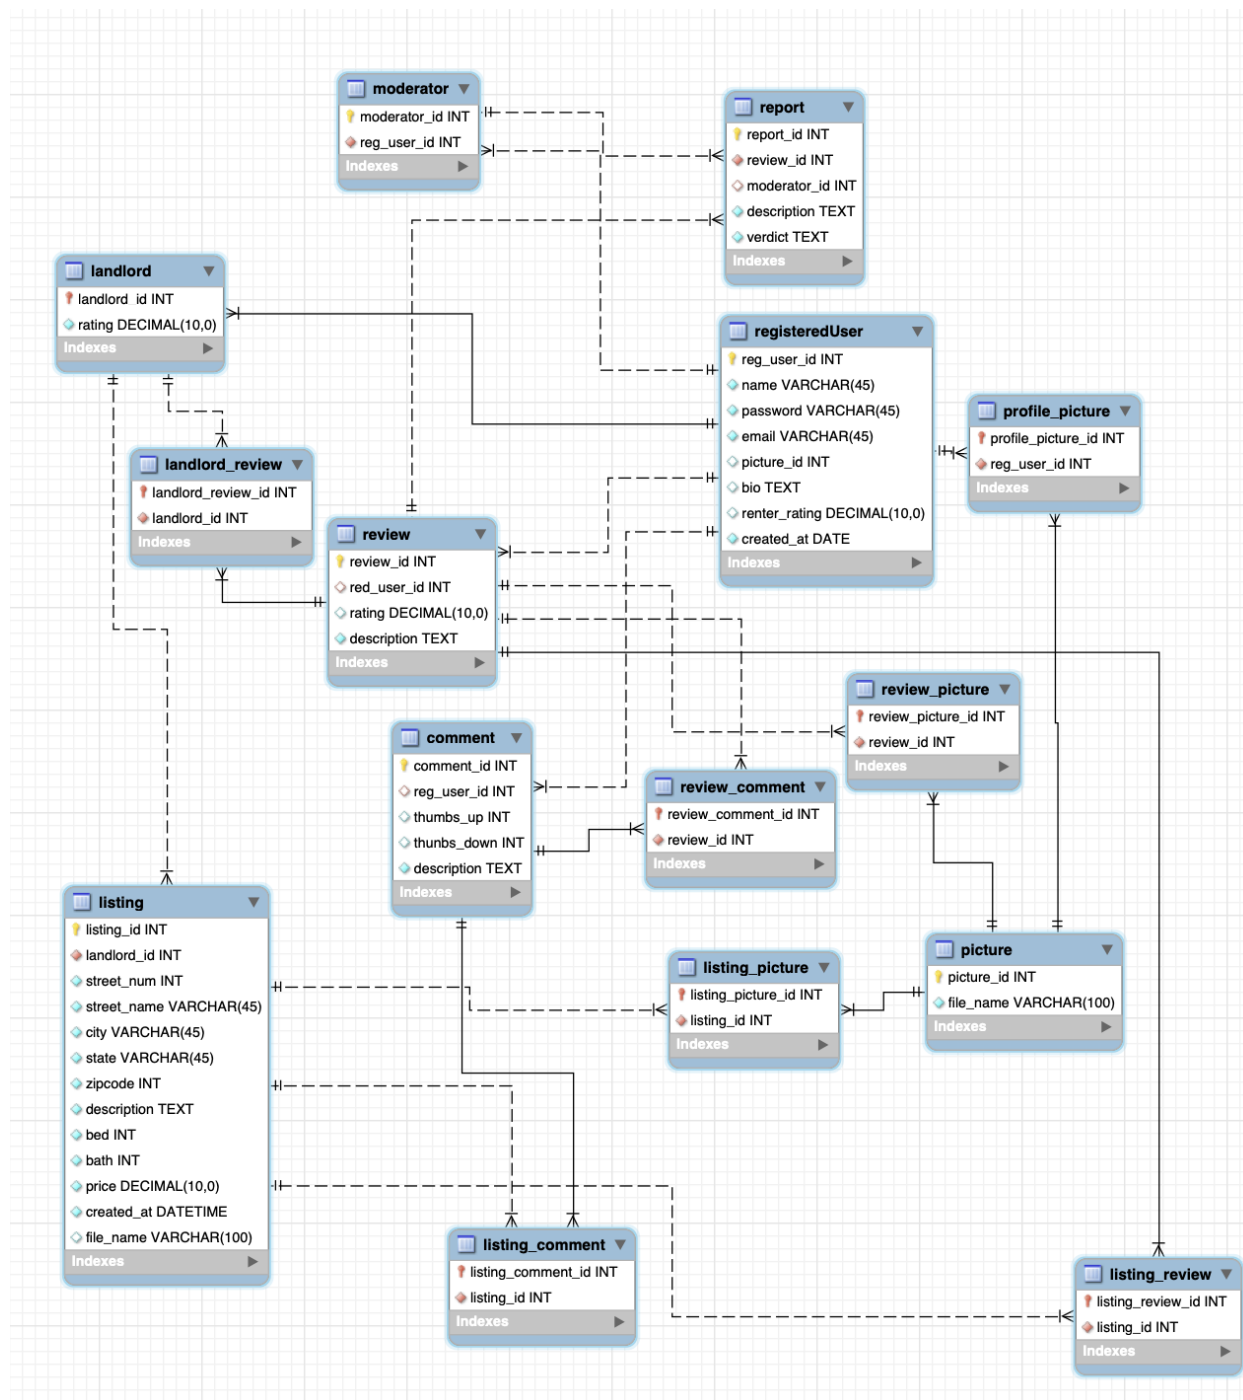 moderator
moderator_id INT
reg_user_id INT
Indexes
report
report_id INT
review_id INT
moderator_id INT
description TEXT
verdict TEXT
Indexes
landlord
landlord_id INT
rating DECIMAL(10,0)
Indexes
registeredUser
reg_user_id INT
name VARCHAR(45)
password VARCHAR(45)
email VARCHAR(45)
picture_id INT
bio TEXT
renter_rating DECIMAL(10,0)
created_at DATE
Indexes
profile_picture
profile_picture_id INT
reg_user_id INT
Indexes
landlord_review
landlord_review_id INT
landlord_id INT
Indexes
review
review_id INT
red_user_id INT
rating DECIMAL(10,0)
description TEXT
Indexes
review_picture
review_picture_id INT
review_id INT
Indexes
comment
comment_id INT
reg_user_id INT
thumbs_up INT
thunbs_down INT
description TEXT
Indexes
review_comment
review_comment_id INT
review_id INT
Indexes
listing
listing_id INT
landlord_id INT
street_num INT
street_name VARCHAR(45)
city VARCHAR(45)
state VARCHAR(45)
zipcode INT
description TEXT
bed INT
bath INT
price DECIMAL(10,0)
created_at DATETIME
file_name VARCHAR(100)
Indexes
listing_picture
listing_picture_id INT
listing_id INT
Indexes
picture
picture_id INT
file_name VARCHAR(100)
Indexes
listing_comment
listing_comment_id INT
listing_id INT
Indexes
listing_review
listing_review_id INT
listing_id INT
Indexes